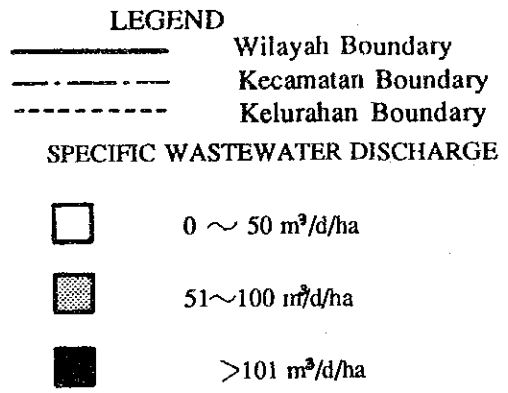 LEGEND
Wilayah Boundary
Kecamatan Boundary
Kelurahan Boundary
SPECIFIC WASTEWATER DISCHARGE
0 ~ 50 m³/d/ha
51~100 m³/d/ha
>101 m³/d/ha